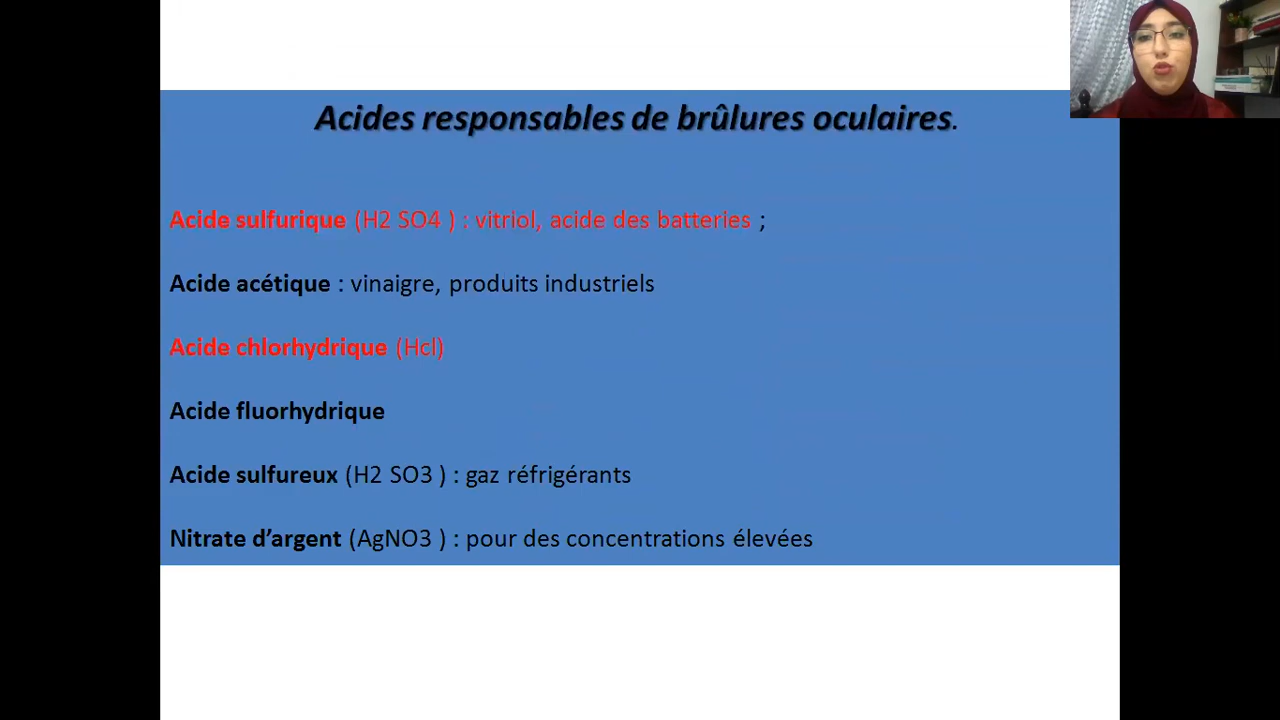 Acides responsables de brûlures oculaires.
Acide sulfurique (H2 SO4 ) : vitriol, acide des batteries ;
Acide acétique : vinaigre, produits industriels
Acide chlorhydrique (Hcl)
Acide fluorhydrique
Acide sulfureux (H2 SO3 ) : gaz réfrigérants
Nitrate d’argent (AgNO3 ) : pour des concentrations élevées